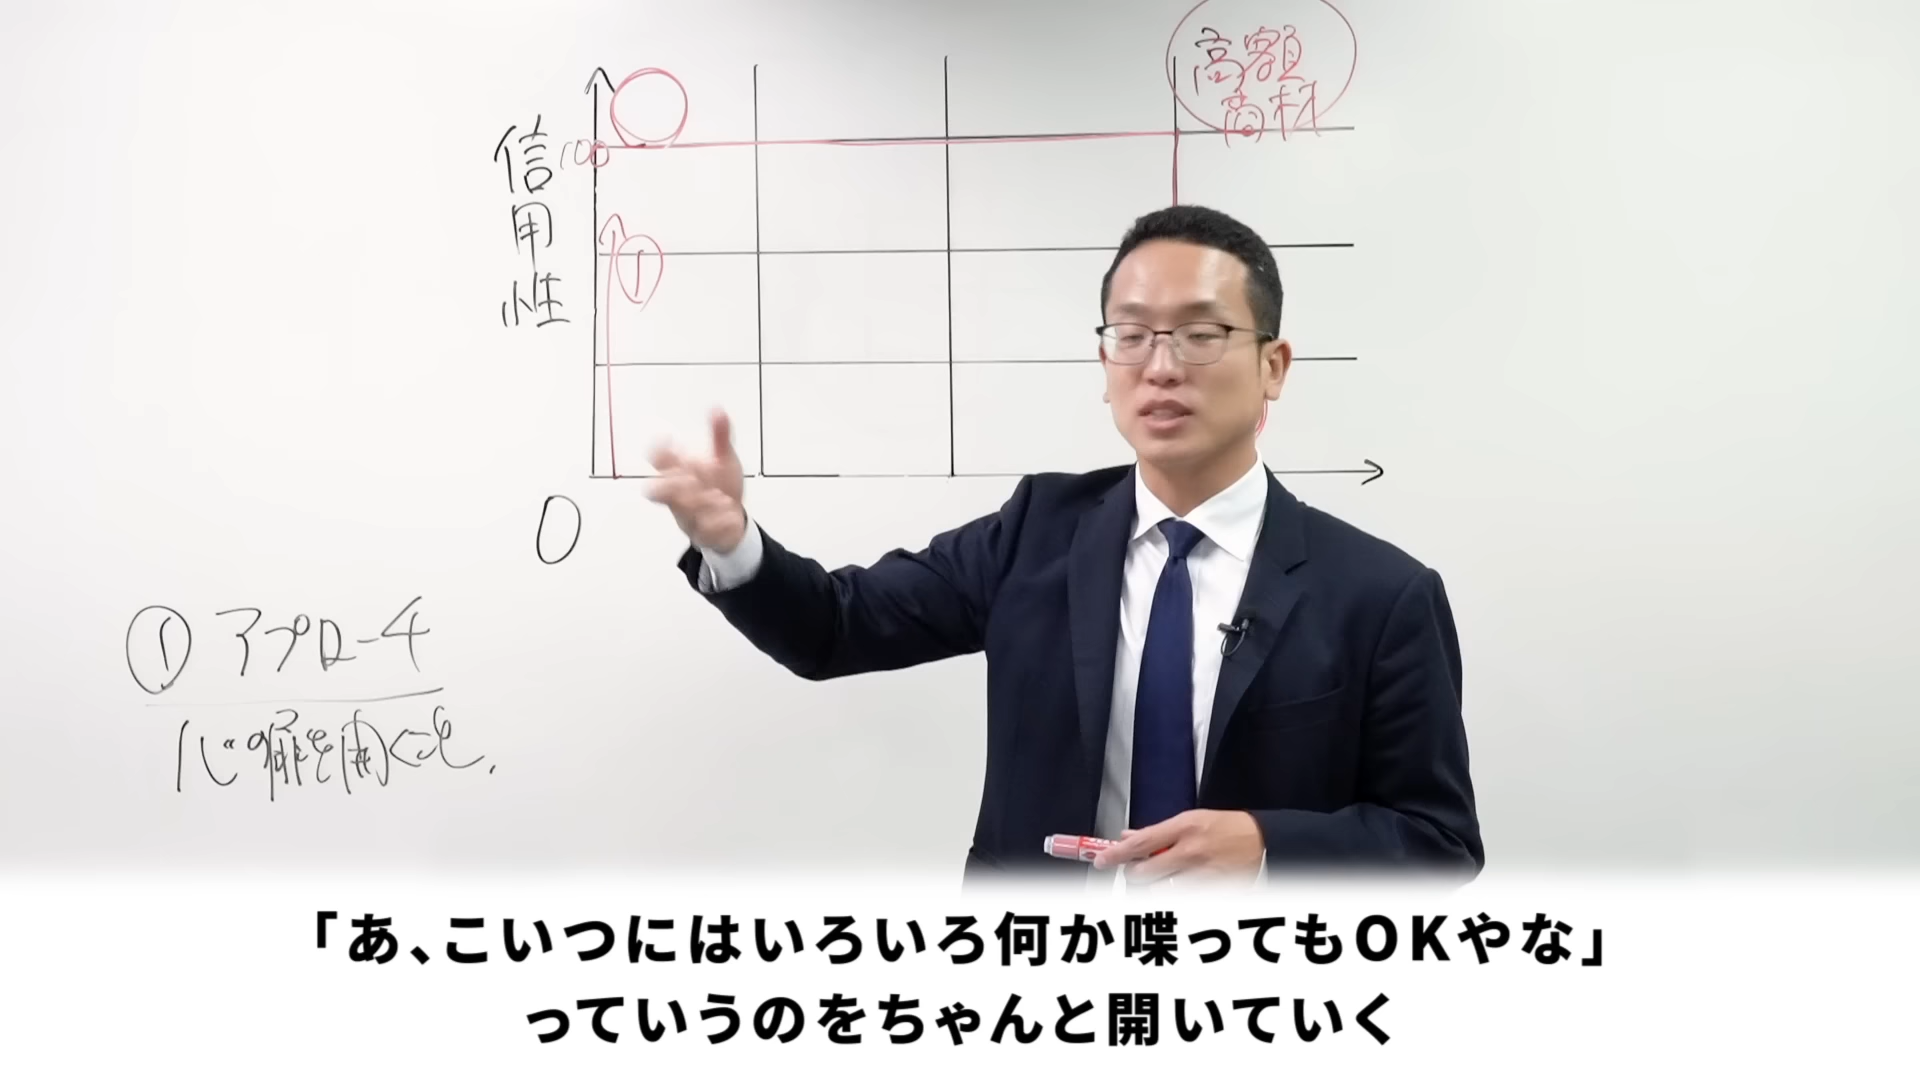 高額
商材
信用性
100
①
0
① アプローチ
心の扉を開くこと.
「あ、こいつにはいろいろ何か喋ってもOKやな」
っていうのをちゃんと開いていく